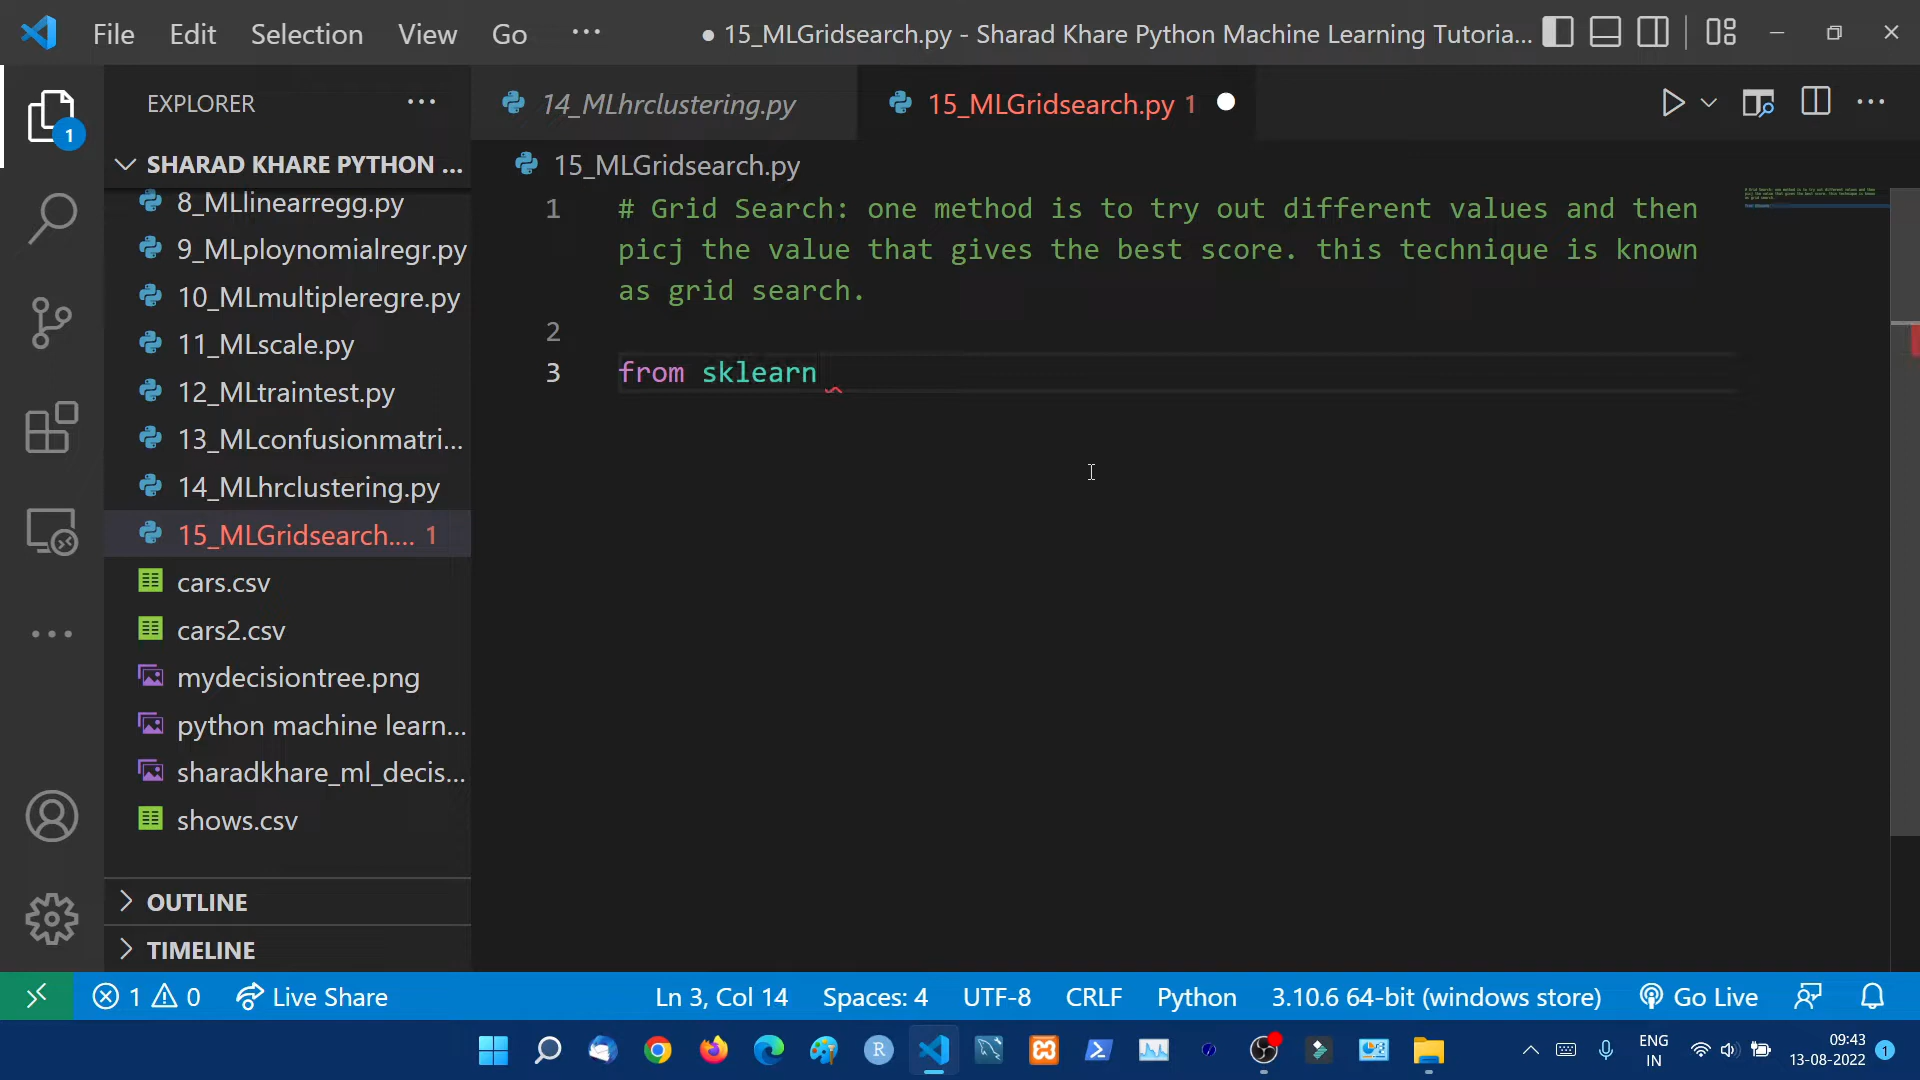 File Edit Selection View Go ···
● 15_MLGridsearch.py - Sharad Khare Python Machine Learning Tutoria...
EXPLORER ···
14_MLhrclustering.py
15_MLGridsearch.py 1
1
SHARAD KHARE PYTHON ...
15_MLGridsearch.py
8_MLlinearregg.py
9_MLploynomialregr.py
10_MLmultipleregre.py
11_MLscale.py
12_MLtraintest.py
13_MLconfusionmatri...
14_MLhrclustering.py
15_MLGridsearch.... 1
cars.csv
cars2.csv
mydecisiontree.png
python machine learn...
sharadkhare_ml_decis...
shows.csv
OUTLINE
TIMELINE
1 # Grid Search: one method is to try out different values and then
picj the value that gives the best score. this technique is known
as grid search.
2
3 from sklearn
1 0 Live Share
Ln 3, Col 14 Spaces: 4 UTF-8 CRLF Python 3.10.6 64-bit (windows store) Go Live
R
ENG
IN
09:43
13-08-2022
1